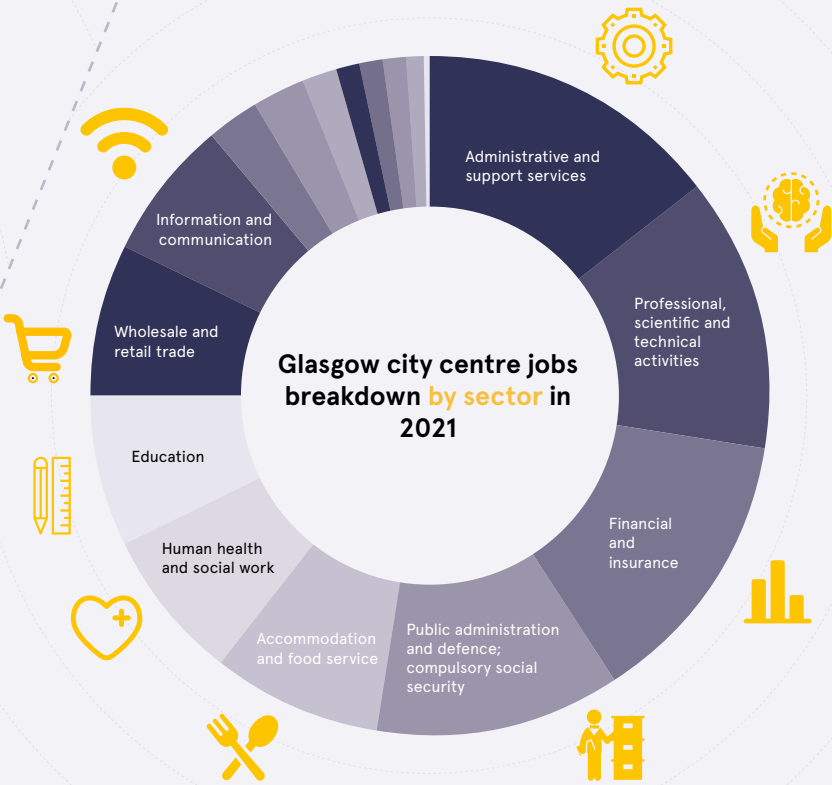 Administrative and
support services
Professional,
scientific and
technical
activities
Financial
and
insurance
Public administration
and defence;
compulsory social
security
Accommodation
and food service
Human health
and social work
Education
Wholesale and
retail trade
Information and
communication
Glasgow city centre jobs
breakdown by sector in
2021